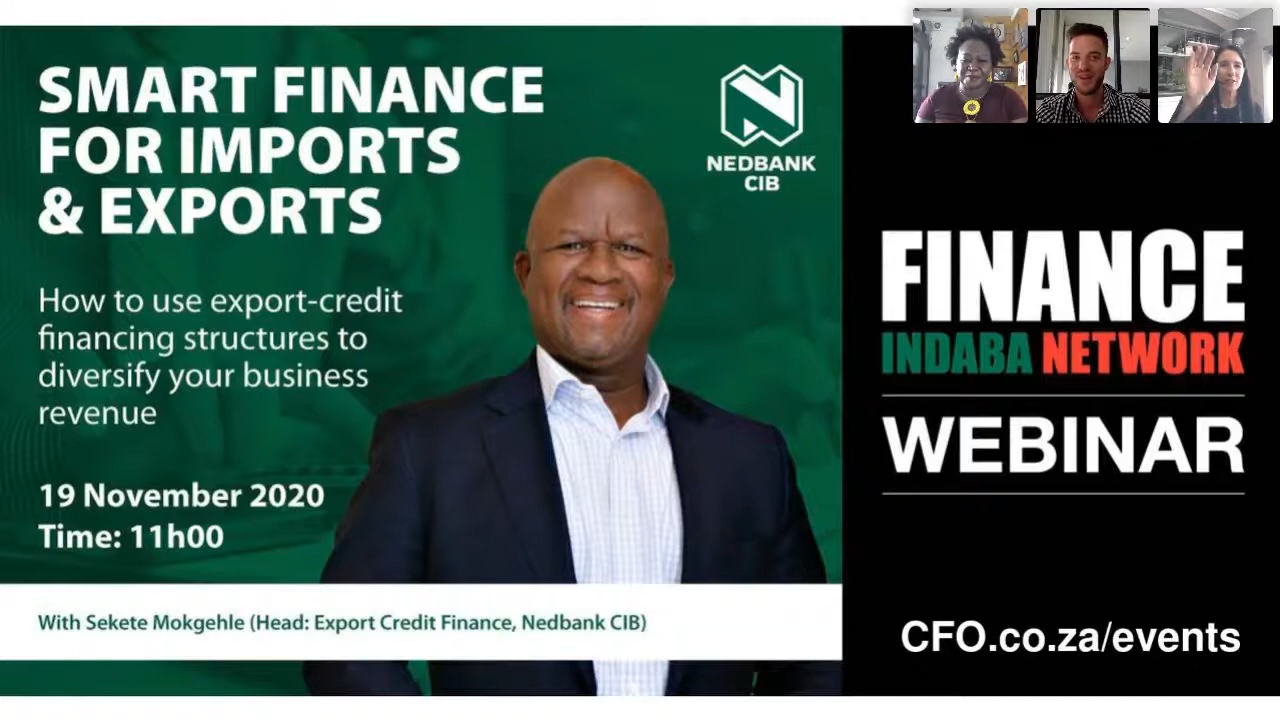 SMART FINANCE
FOR IMPORTS
& EXPORTS
NEDBANK
CIB
How to use export-credit
financing structures to
diversify your business
revenue
19 November 2020
Time: 11h00
With Sekete Mokgehle (Head: Export Credit Finance, Nedbank CIB)
FINANCE
INDABA NETWORK
WEBINAR
CFO.co.za/events